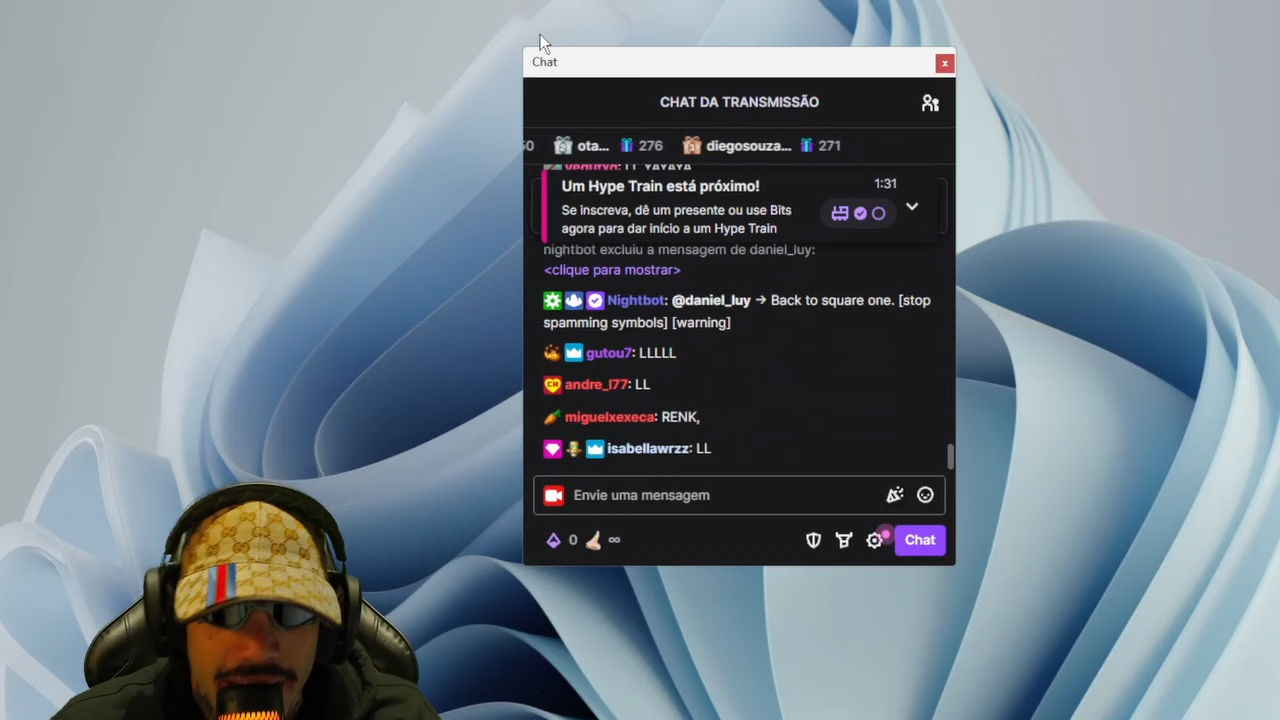 Chat
x
CHAT DA TRANSMISSÃO
2 ota... 276 3 diegosouza... 271
Um Hype Train está próximo! 1:31
Se inscreva, dê um presente ou use Bits
agora para dar início a um Hype Train
nightbot excluiu a mensagem de daniel_luy:
<clique para mostrar>
Nightbot: @daniel_luy → Back to square one. [stop
spamming symbols] [warning]
gutou7: LLLLL
andre_l77: LL
miguelxexeca: RENK,
isabellawrzz: LL
Envie uma mensagem
0 ∞ Chat